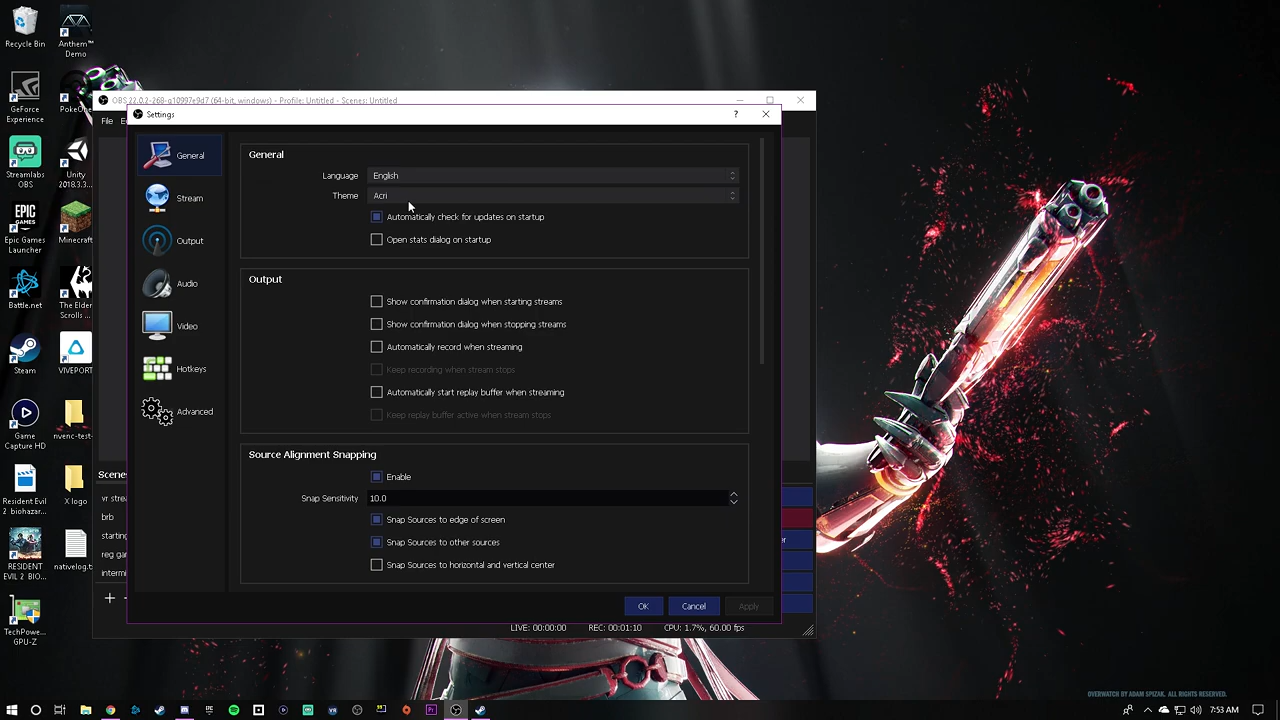 Recycle Bin
Anthem™
Demo
GeForce
Experience
PokeOne
Streamlabs
OBS
Unity
2018.3.3...
EPIC
GAMES
Epic Games
Launcher
Minecraft
Battle.net
The Elder
Scrolls ...
Steam
VIVEPORT
Game
Capture HD
nvenc-test-
Resident Evil
2 biohazar...
X logo
RESIDENT
EVIL 2 BIO...
nativelog.t
TechPowe...
GPU-Z
OBS 22.0.2-268-g10997e9d7 (64-bit, windows) - Profile: Untitled - Scenes: Untitled
File
Settings
?
General
Stream
Output
Audio
Video
Hotkeys
Advanced
General
Language English
Theme Acri
Automatically check for updates on startup
Open stats dialog on startup
Output
Show confirmation dialog when starting streams
Show confirmation dialog when stopping streams
Automatically record when streaming
Keep recording when stream stops
Automatically start replay buffer when streaming
Keep replay buffer active when stream stops
Source Alignment Snapping
Enable
Snap Sensitivity 10.0
Snap Sources to edge of screen
Snap Sources to other sources
Snap Sources to horizontal and vertical center
OK Cancel Apply
Scenes
vr stre
brb
starting
reg gar
intermi
LIVE: 00:00:00 REC: 00:01:10 CPU: 1.7%, 60.00 fps
OVERWATCH BY ADAM SPIZAK. ALL RIGHTS RESERVED.
7:53 AM